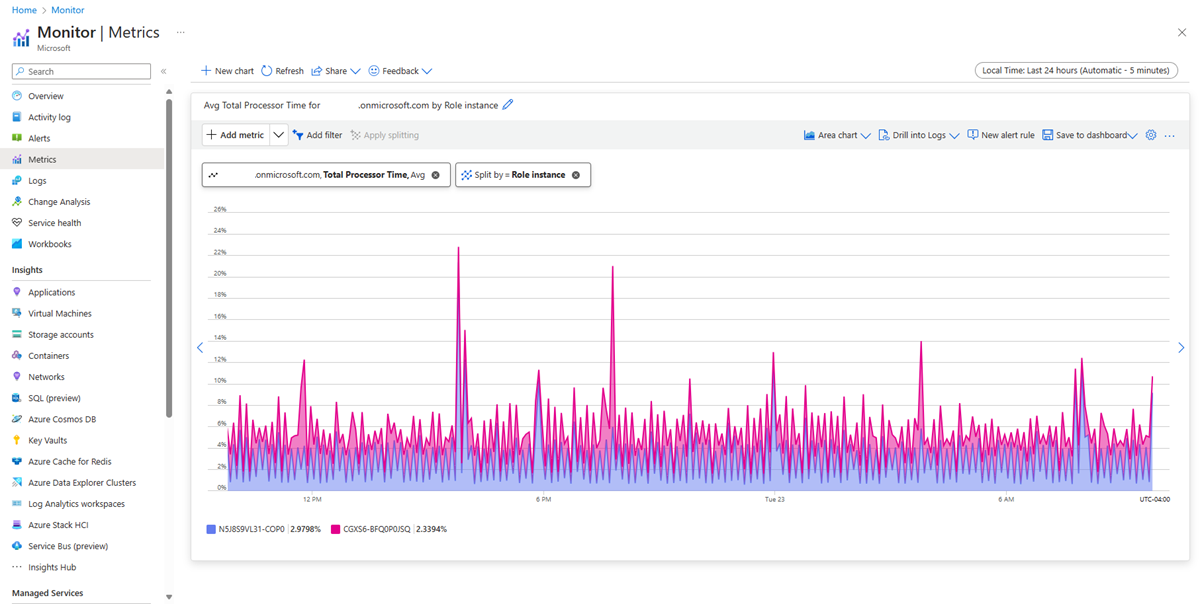 Home > Monitor
Monitor | Metrics ...
Microsoft
Search
«
Overview
Activity log
Alerts
Metrics
Logs
Change Analysis
Service health
Workbooks
Insights
Applications
Virtual Machines
Storage accounts
Containers
Networks
SQL (preview)
Azure Cosmos DB
Key Vaults
Azure Cache for Redis
Azure Data Explorer Clusters
Log Analytics workspaces
Azure Stack HCI
Service Bus (preview)
Insights Hub
Managed Services
New chart Refresh Share Feedback
Local Time: Last 24 hours (Automatic - 5 minutes)
Avg Total Processor Time for .onmicrosoft.com by Role instance
Add metric Add filter Apply splitting
Area chart Drill into Logs New alert rule Save to dashboard ...
.onmicrosoft.com, Total Processor Time, Avg
Split by = Role instance
26%
24%
22%
20%
18%
16%
14%
12%
10%
8%
6%
4%
2%
0%
12 PM 6 PM Tue 23 6 AM UTC-04:00
N5J8S9VL31-COP0 | 2.9798% CGXS6-BFQ0P0JSQ | 2.3394%